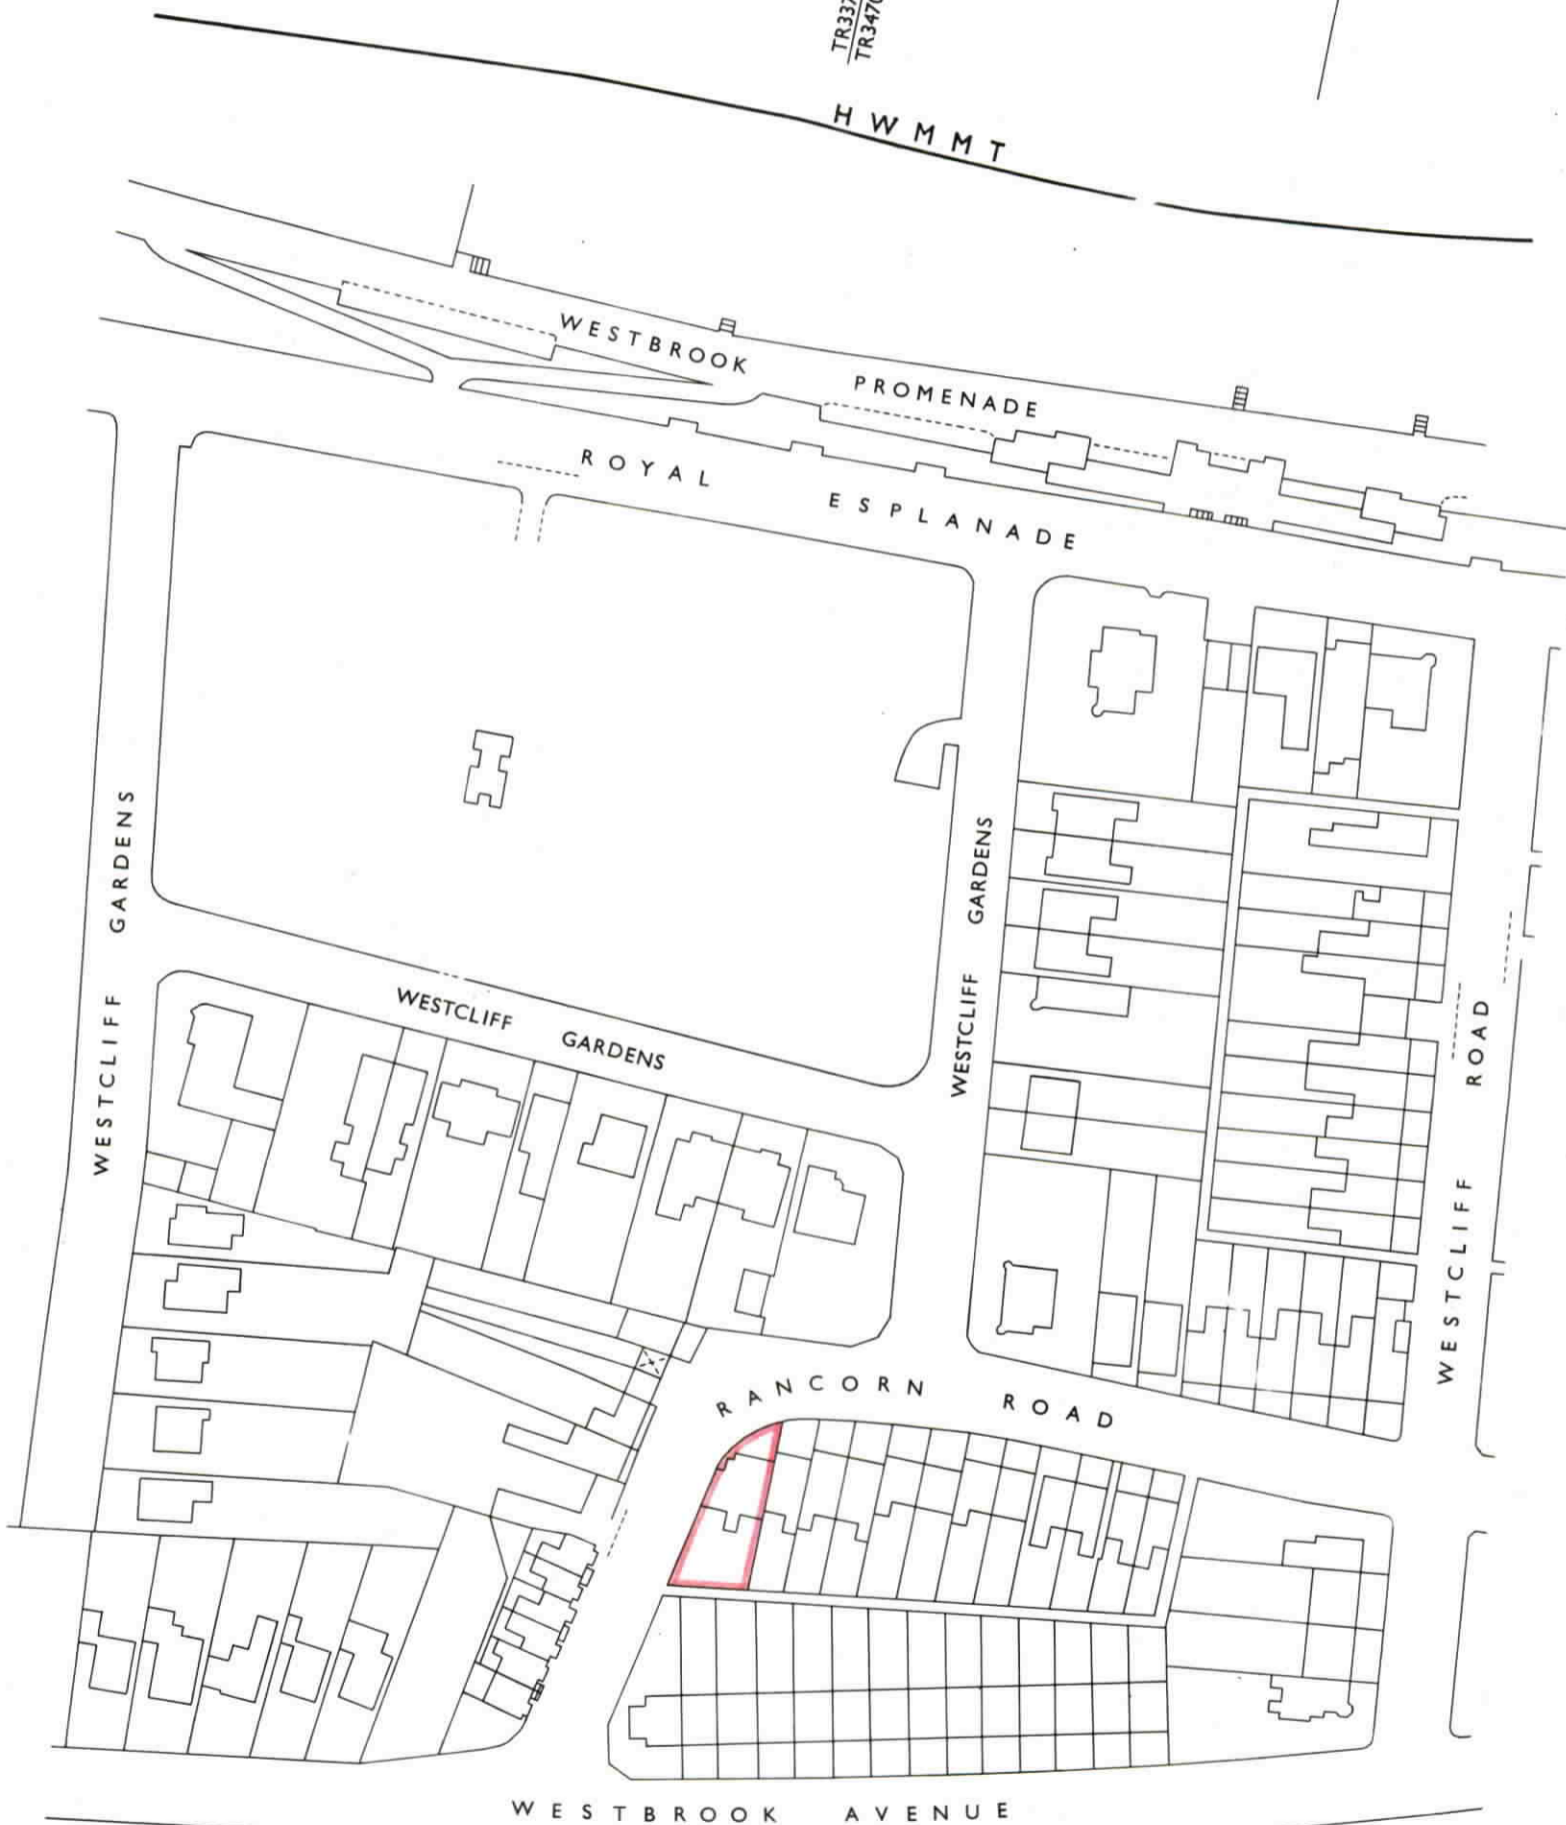 HWMMT
WESTBROOK PROMENADE
ROYAL ESPLANADE
WESTCLIFF GARDENS
WESTCLIFF GARDENS
WESTCLIFF GARDENS
WESTCLIFF ROAD
RANCORN ROAD
WESTBROOK AVENUE